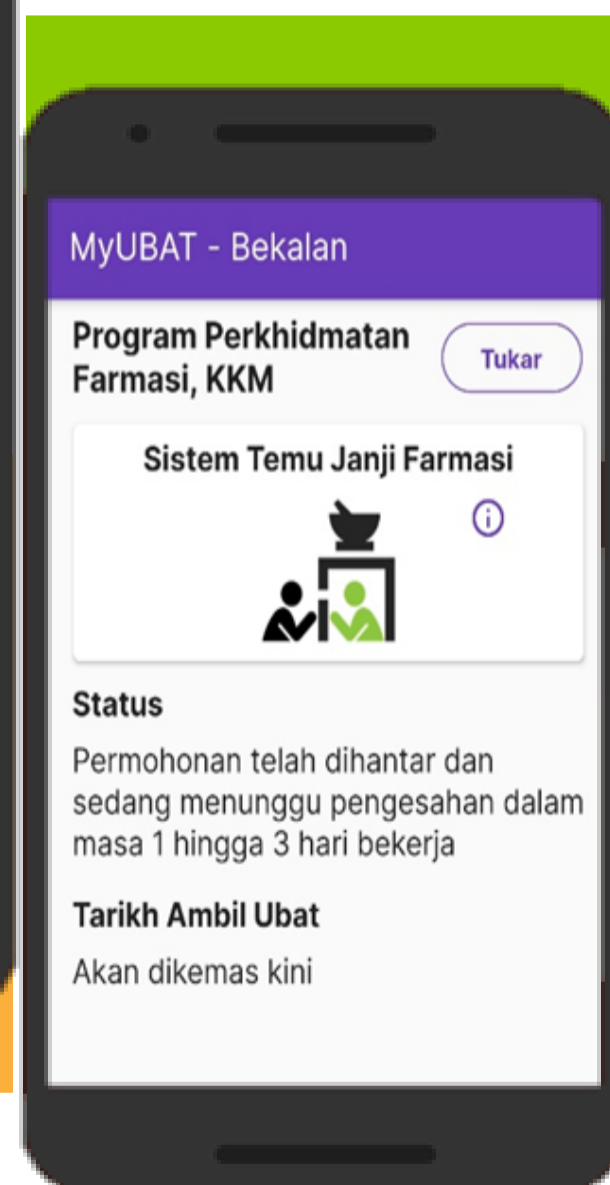 MyUBAT - Bekalan
Program Perkhidmatan
Farmasi, KKM
Tukar
Sistem Temu Janji Farmasi
Status
Permohonan telah dihantar dan
sedang menunggu pengesahan dalam
masa 1 hingga 3 hari bekerja
Tarikh Ambil Ubat
Akan dikemas kini